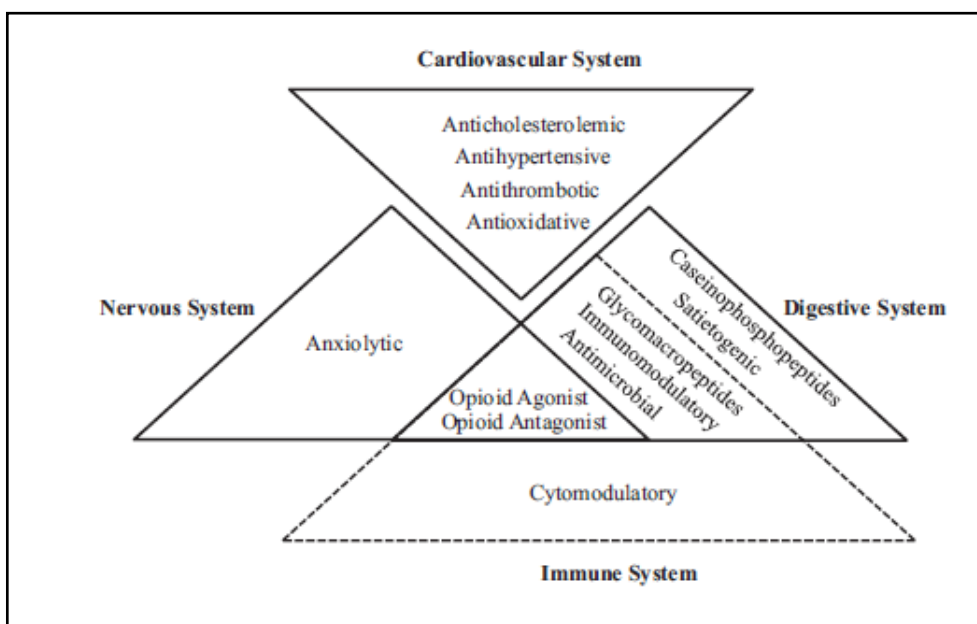 Cardiovascular System
Anticholesterolemic
Antihypertensive
Antithrombotic
Antioxidative
Nervous System
Anxiolytic
Opioid Agonist
Opioid Antagonist
Caseinophosphopeptides
Satietogenic
Glycomacropeptides
Immunomodulatory
Antimicrobial
Digestive System
Cytomodulatory
Immune System